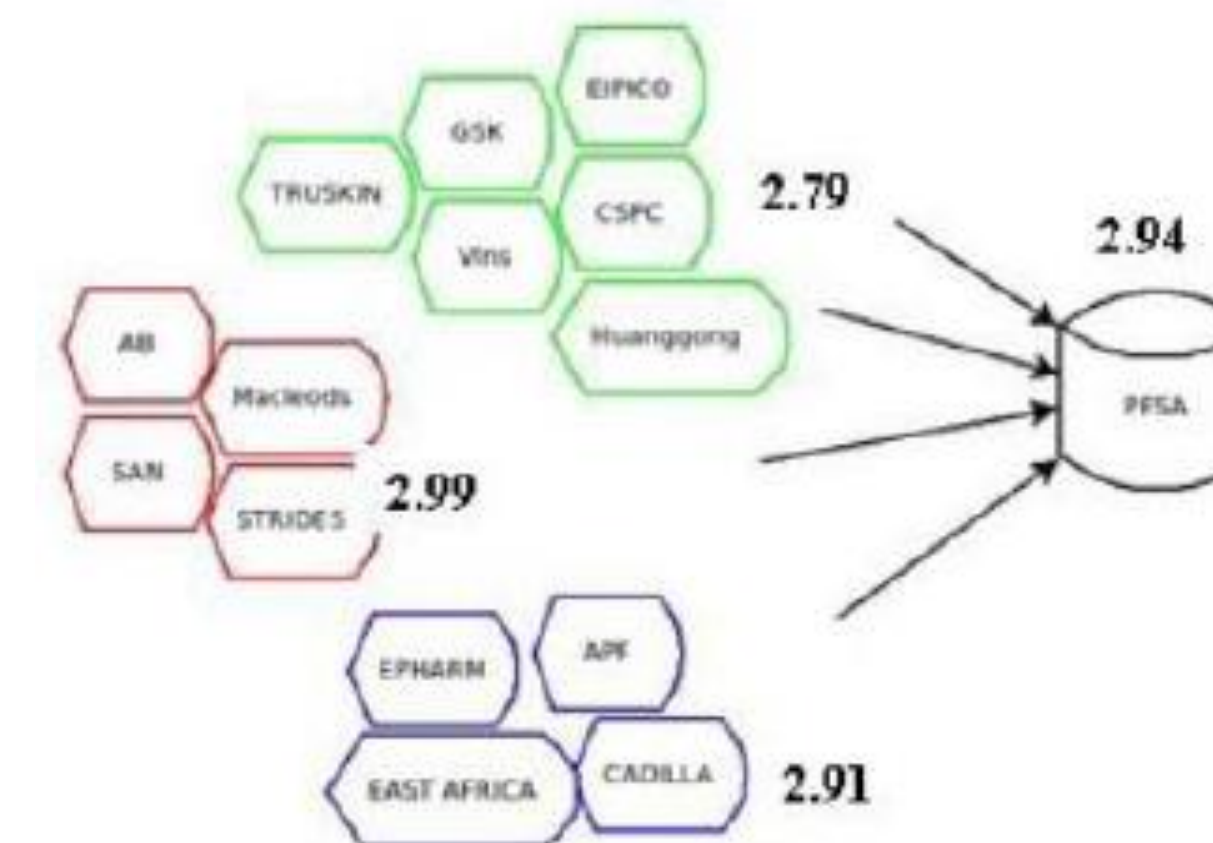 EIPICO
GSK
TRUSKIN
CSPC
2.79
Vins
2.94
Huanggong
AB
Macleods
PFSA
SAN
2.99
STRIDES
EPHARM
APF
CADILLA
EAST AFRICA
2.91